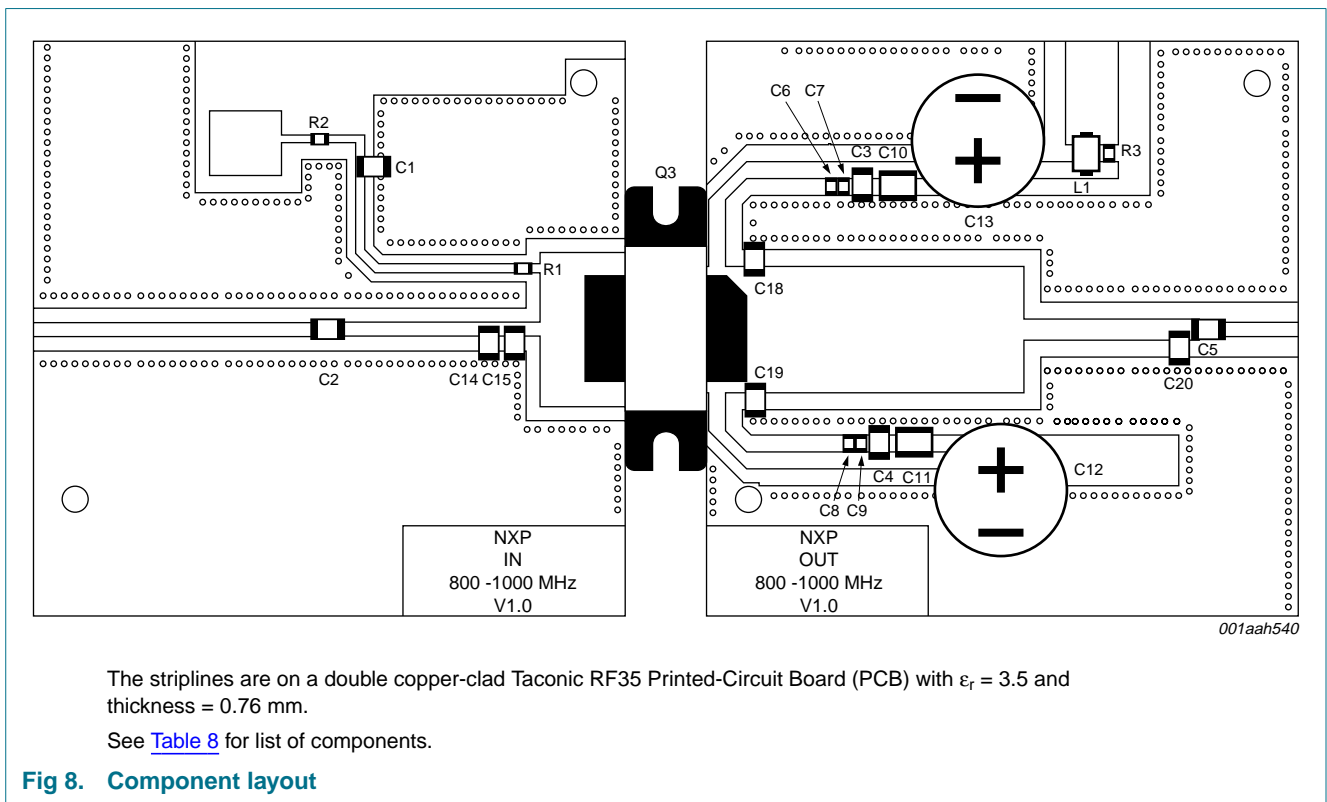 C6 C7
R2
C1
Q3
C3 C10
R3
L1
C13
R1
C18
C2
C14 C15
C19
C5
C20
C4 C11
C12
C8 C9
NXP
IN
800 -1000 MHz
V1.0
NXP
OUT
800 -1000 MHz
V1.0
001aah540
The striplines are on a double copper-clad Taconic RF35 Printed-Circuit Board (PCB) with εr = 3.5 and
thickness = 0.76 mm.
See Table 8 for list of components.
Fig 8. Component layout